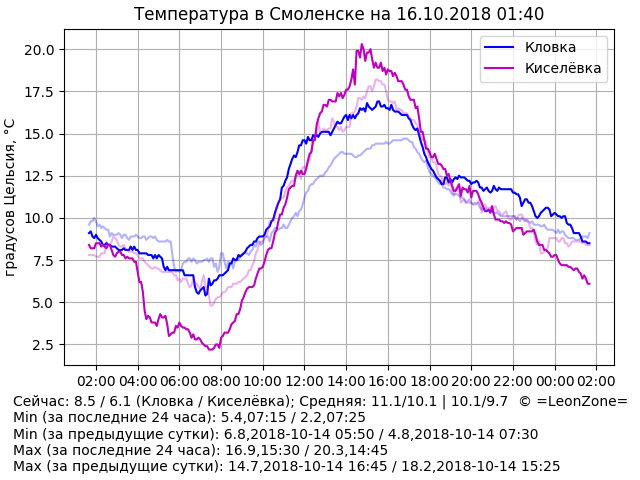 Температура в Смоленске на 16.10.2018 01:40
градусов Цельсия, °C
20.0
17.5
15.0
12.5
10.0
7.5
5.0
2.5
Кловка
Киселёвка
02:00 04:00 06:00 08:00 10:00 12:00 14:00 16:00 18:00 20:00 22:00 00:00 02:00
Сейчас: 8.5 / 6.1 (Кловка / Киселёвка); Средняя: 11.1/10.1 | 10.1/9.7 © =LeonZone=
Min (за последние 24 часа): 5.4,07:15 / 2.2,07:25
Min (за предыдущие сутки): 6.8,2018-10-14 05:50 / 4.8,2018-10-14 07:30
Max (за последние 24 часа): 16.9,15:30 / 20.3,14:45
Max (за предыдущие сутки): 14.7,2018-10-14 16:45 / 18.2,2018-10-14 15:25